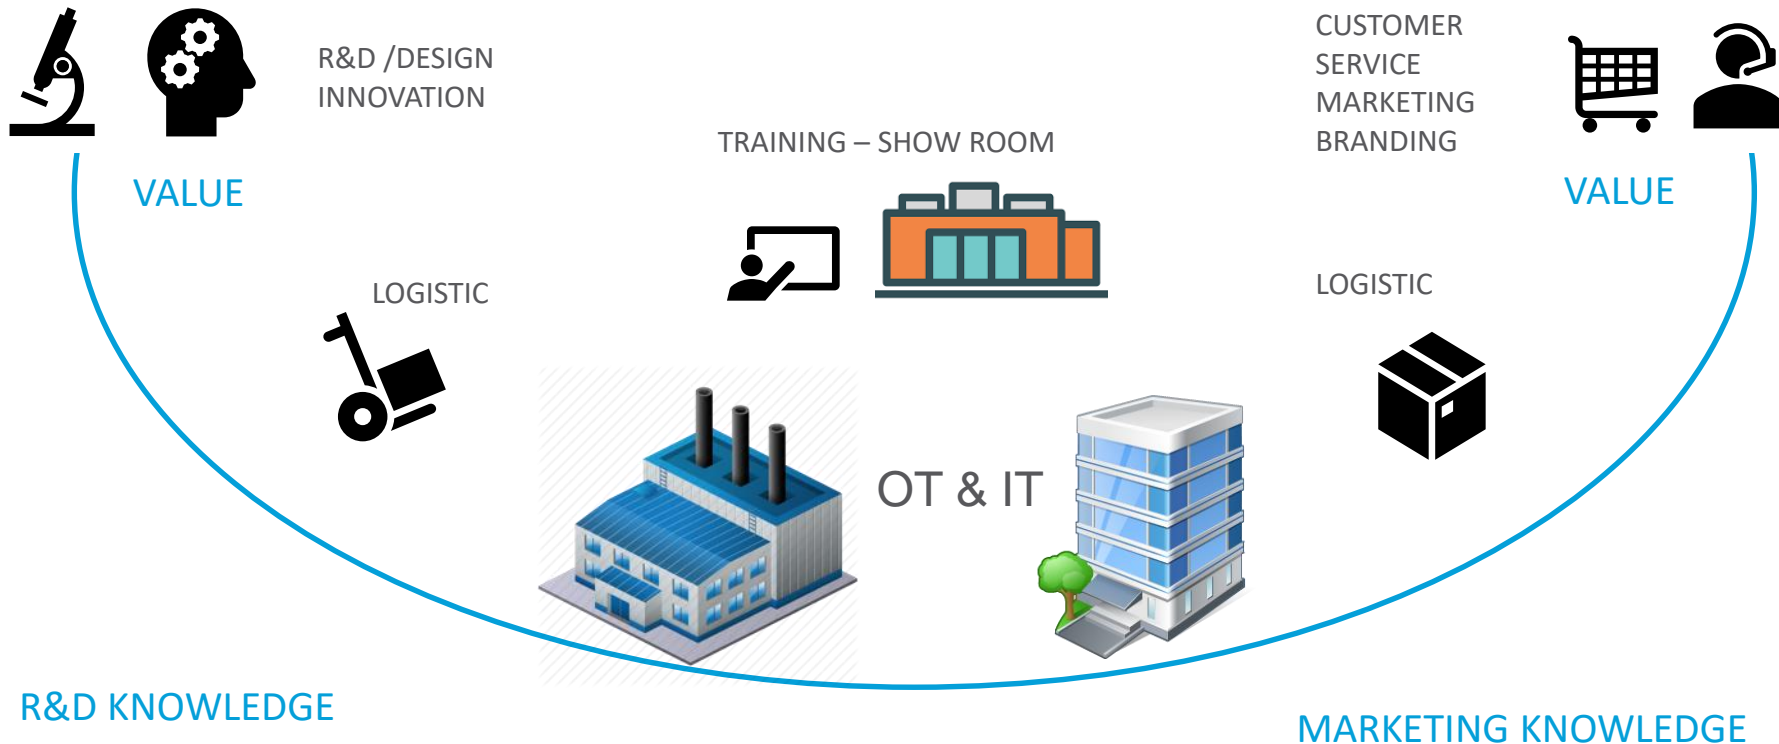 R&D /DESIGN
INNOVATION
CUSTOMER
SERVICE
MARKETING
BRANDING
TRAINING – SHOW ROOM
VALUE
VALUE
LOGISTIC
LOGISTIC
OT & IT
R&D KNOWLEDGE
MARKETING KNOWLEDGE